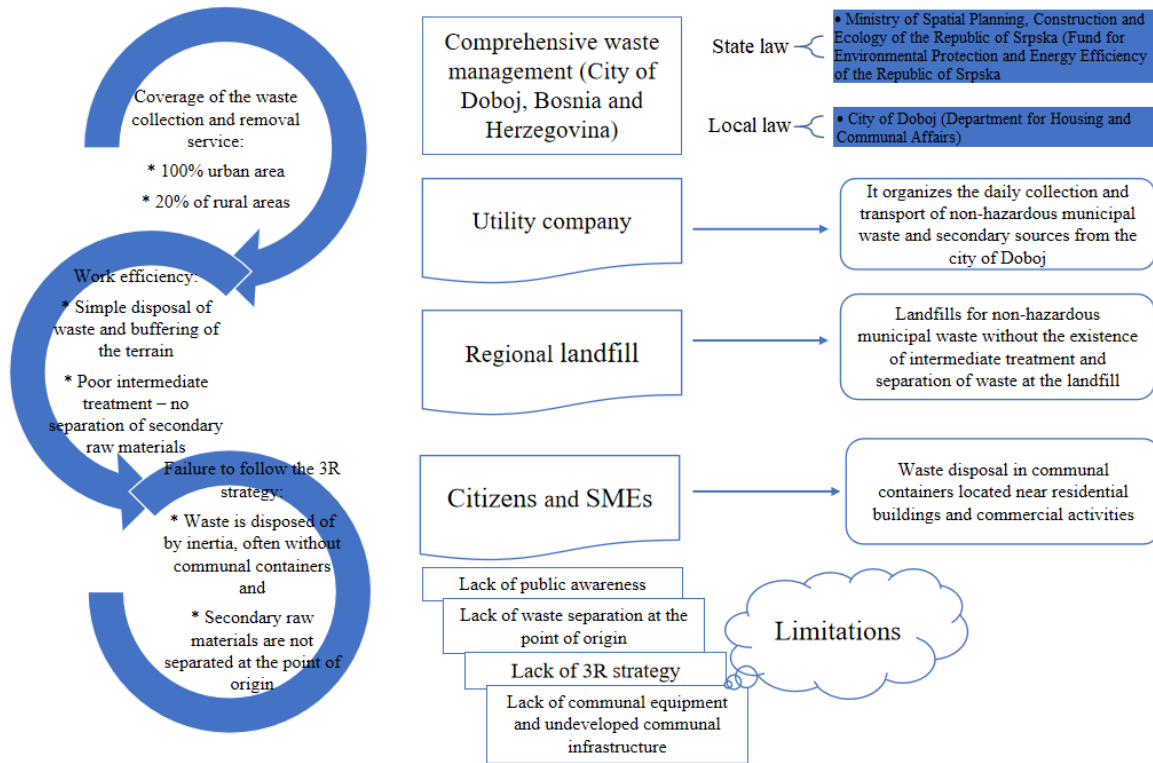 Coverage of the waste
collection and removal
service:
* 100% urban area
* 20% of rural areas
Work efficiency:
* Simple disposal of
waste and buffering of
the terrain
* Poor intermediate
treatment – no
separation of secondary
raw materials
Failure to follow the 3R
strategy:
* Waste is disposed of
by inertia, often without
communal containers
and
* Secondary raw
materials are not
separated at the point of
origin
Comprehensive waste
management (City of
Doboj, Bosnia and
Herzegovina)
State law
• Ministry of Spatial Planning, Construction and
Ecology of the Republic of Srpska (Fund for
Environmental Protection and Energy Efficiency
of the Republic of Srpska
Local law
• City of Doboj (Department for Housing and
Communal Affairs)
Utility company
It organizes the daily collection and
transport of non-hazardous municipal
waste and secondary sources from the
city of Doboj
Regional landfill
Landfills for non-hazardous
municipal waste without the existence
of intermediate treatment and
separation of waste at the landfill
Citizens and SMEs
Waste disposal in communal
containers located near residential
buildings and commercial activities
Lack of public awareness
Lack of waste separation at the
point of origin
Lack of 3R strategy
Lack of communal equipment
and undeveloped communal
infrastructure
Limitations